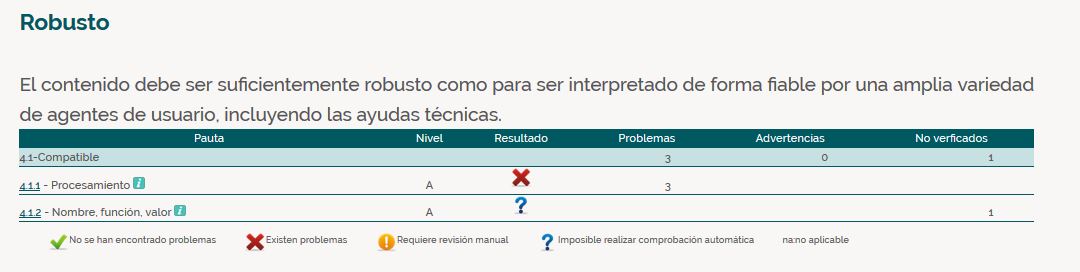 Robusto
El contenido debe ser suficientemente robusto como para ser interpretado de forma fiable por una amplia variedad
de agentes de usuario, incluyendo las ayudas técnicas.
Pauta Nivel Resultado Problemas Advertencias No verficados
4.1-Compatible 3 0 1
4.1.1 - Procesamiento i A 3
4.1.2 - Nombre, función, valor i A ? 1
No se han encontrado problemas Existen problemas ! Requiere revisión manual ? Imposible realizar comprobación automática na:no aplicable